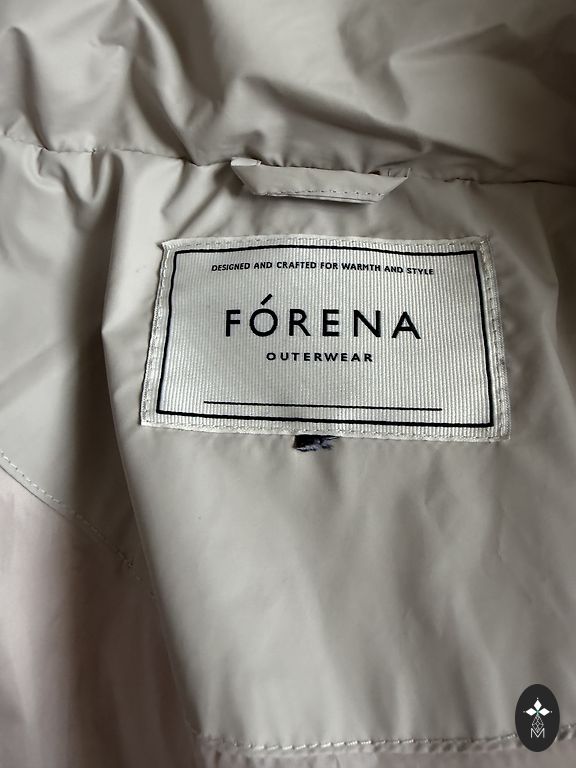 DESIGNED AND CRAFTED FOR WARMTH AND STYLE
FÓRENA
OUTERWEAR
M